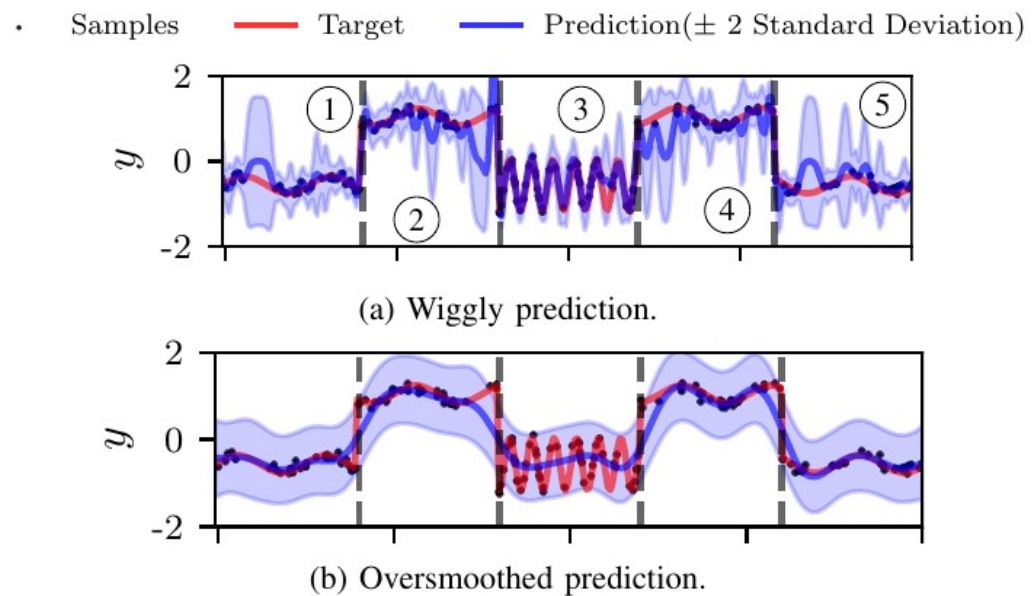 Samples Target Prediction(± 2 Standard Deviation)
2
1 3 5
y 0
2 4
-2
(a) Wiggly prediction.
2
y 0
-2
(b) Oversmoothed prediction.